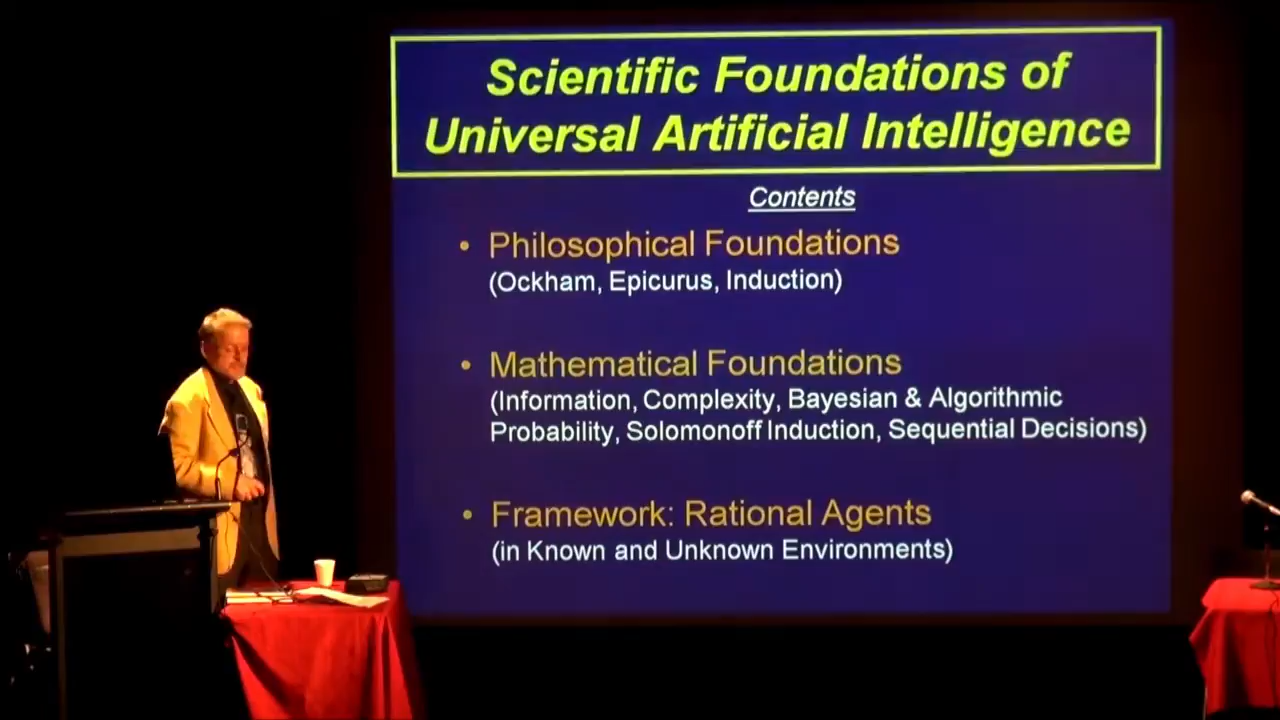 Scientific Foundations of
Universal Artificial Intelligence
Contents
• Philosophical Foundations
(Ockham, Epicurus, Induction)
• Mathematical Foundations
(Information, Complexity, Bayesian & Algorithmic
Probability, Solomonoff Induction, Sequential Decisions)
• Framework: Rational Agents
(in Known and Unknown Environments)